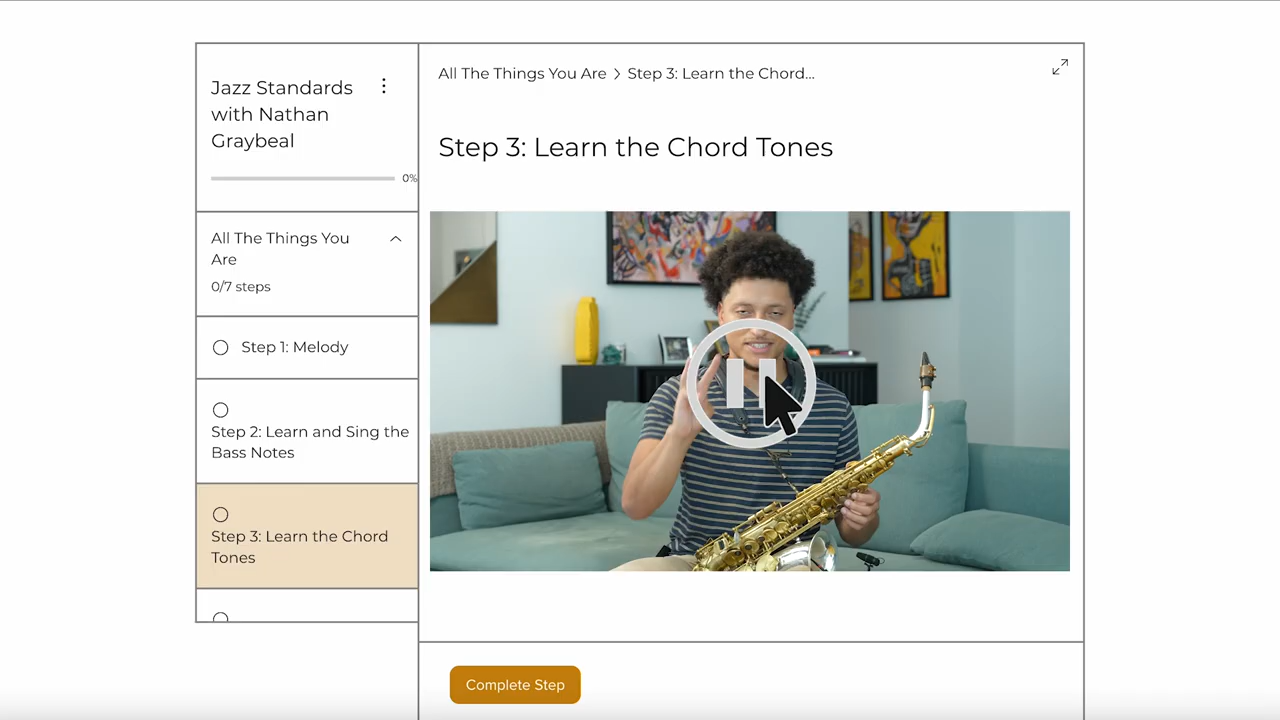 Jazz Standards
with Nathan
Graybeal
0%
All The Things You
Are
0/7 steps
Step 1: Melody
Step 2: Learn and Sing the
Bass Notes
Step 3: Learn the Chord
Tones
All The Things You Are > Step 3: Learn the Chord...
Step 3: Learn the Chord Tones
Complete Step